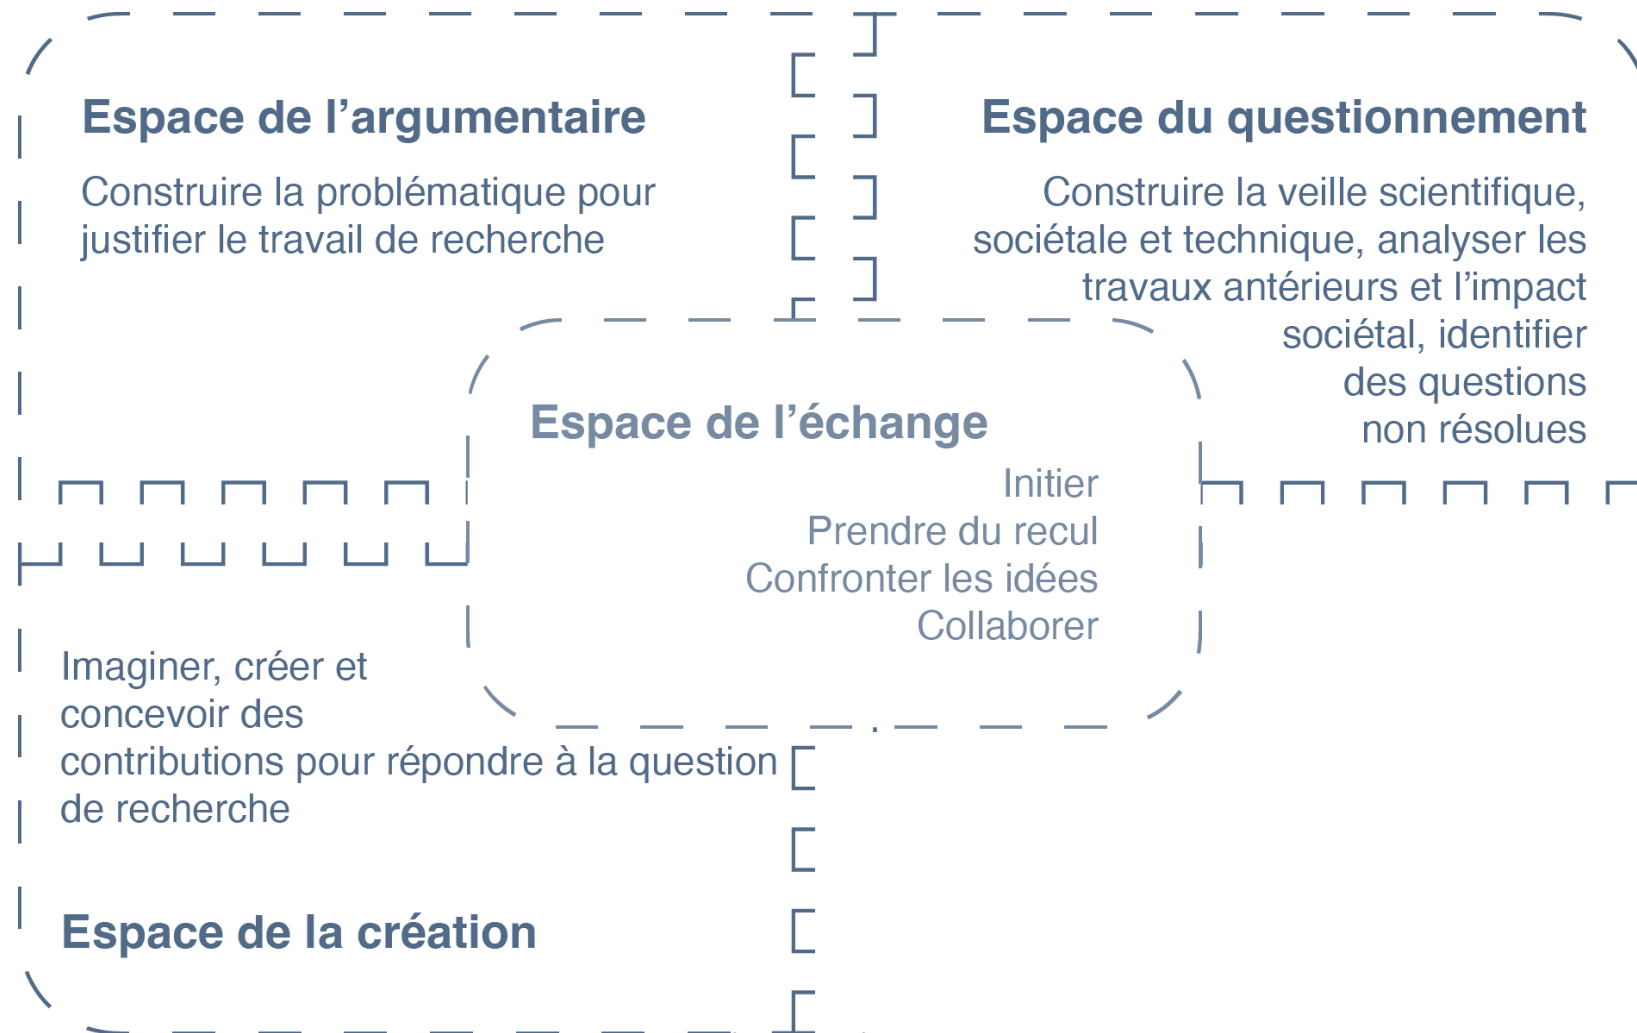 Espace de l’argumentaire
Construire la problématique pour
justifier le travail de recherche
Espace du questionnement
Construire la veille scientifique,
sociétale et technique, analyser les
travaux antérieurs et l’impact
sociétal, identifier
des questions
non résolues
Espace de l’échange
Initier
Prendre du recul
Confronter les idées
Collaborer
Imaginer, créer et
concevoir des
contributions pour répondre à la question
de recherche
Espace de la création